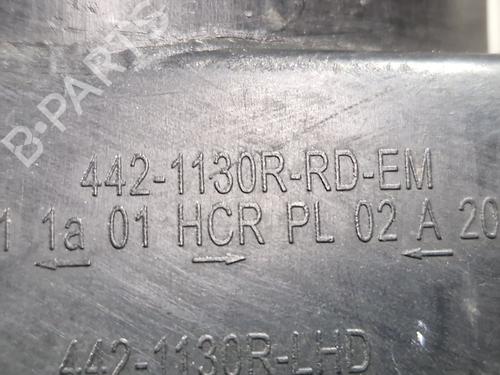 B-PARTS
442-1130R-RD-EM
1 1a 01 HCR PL 02 A 20
442-1130R-LHD